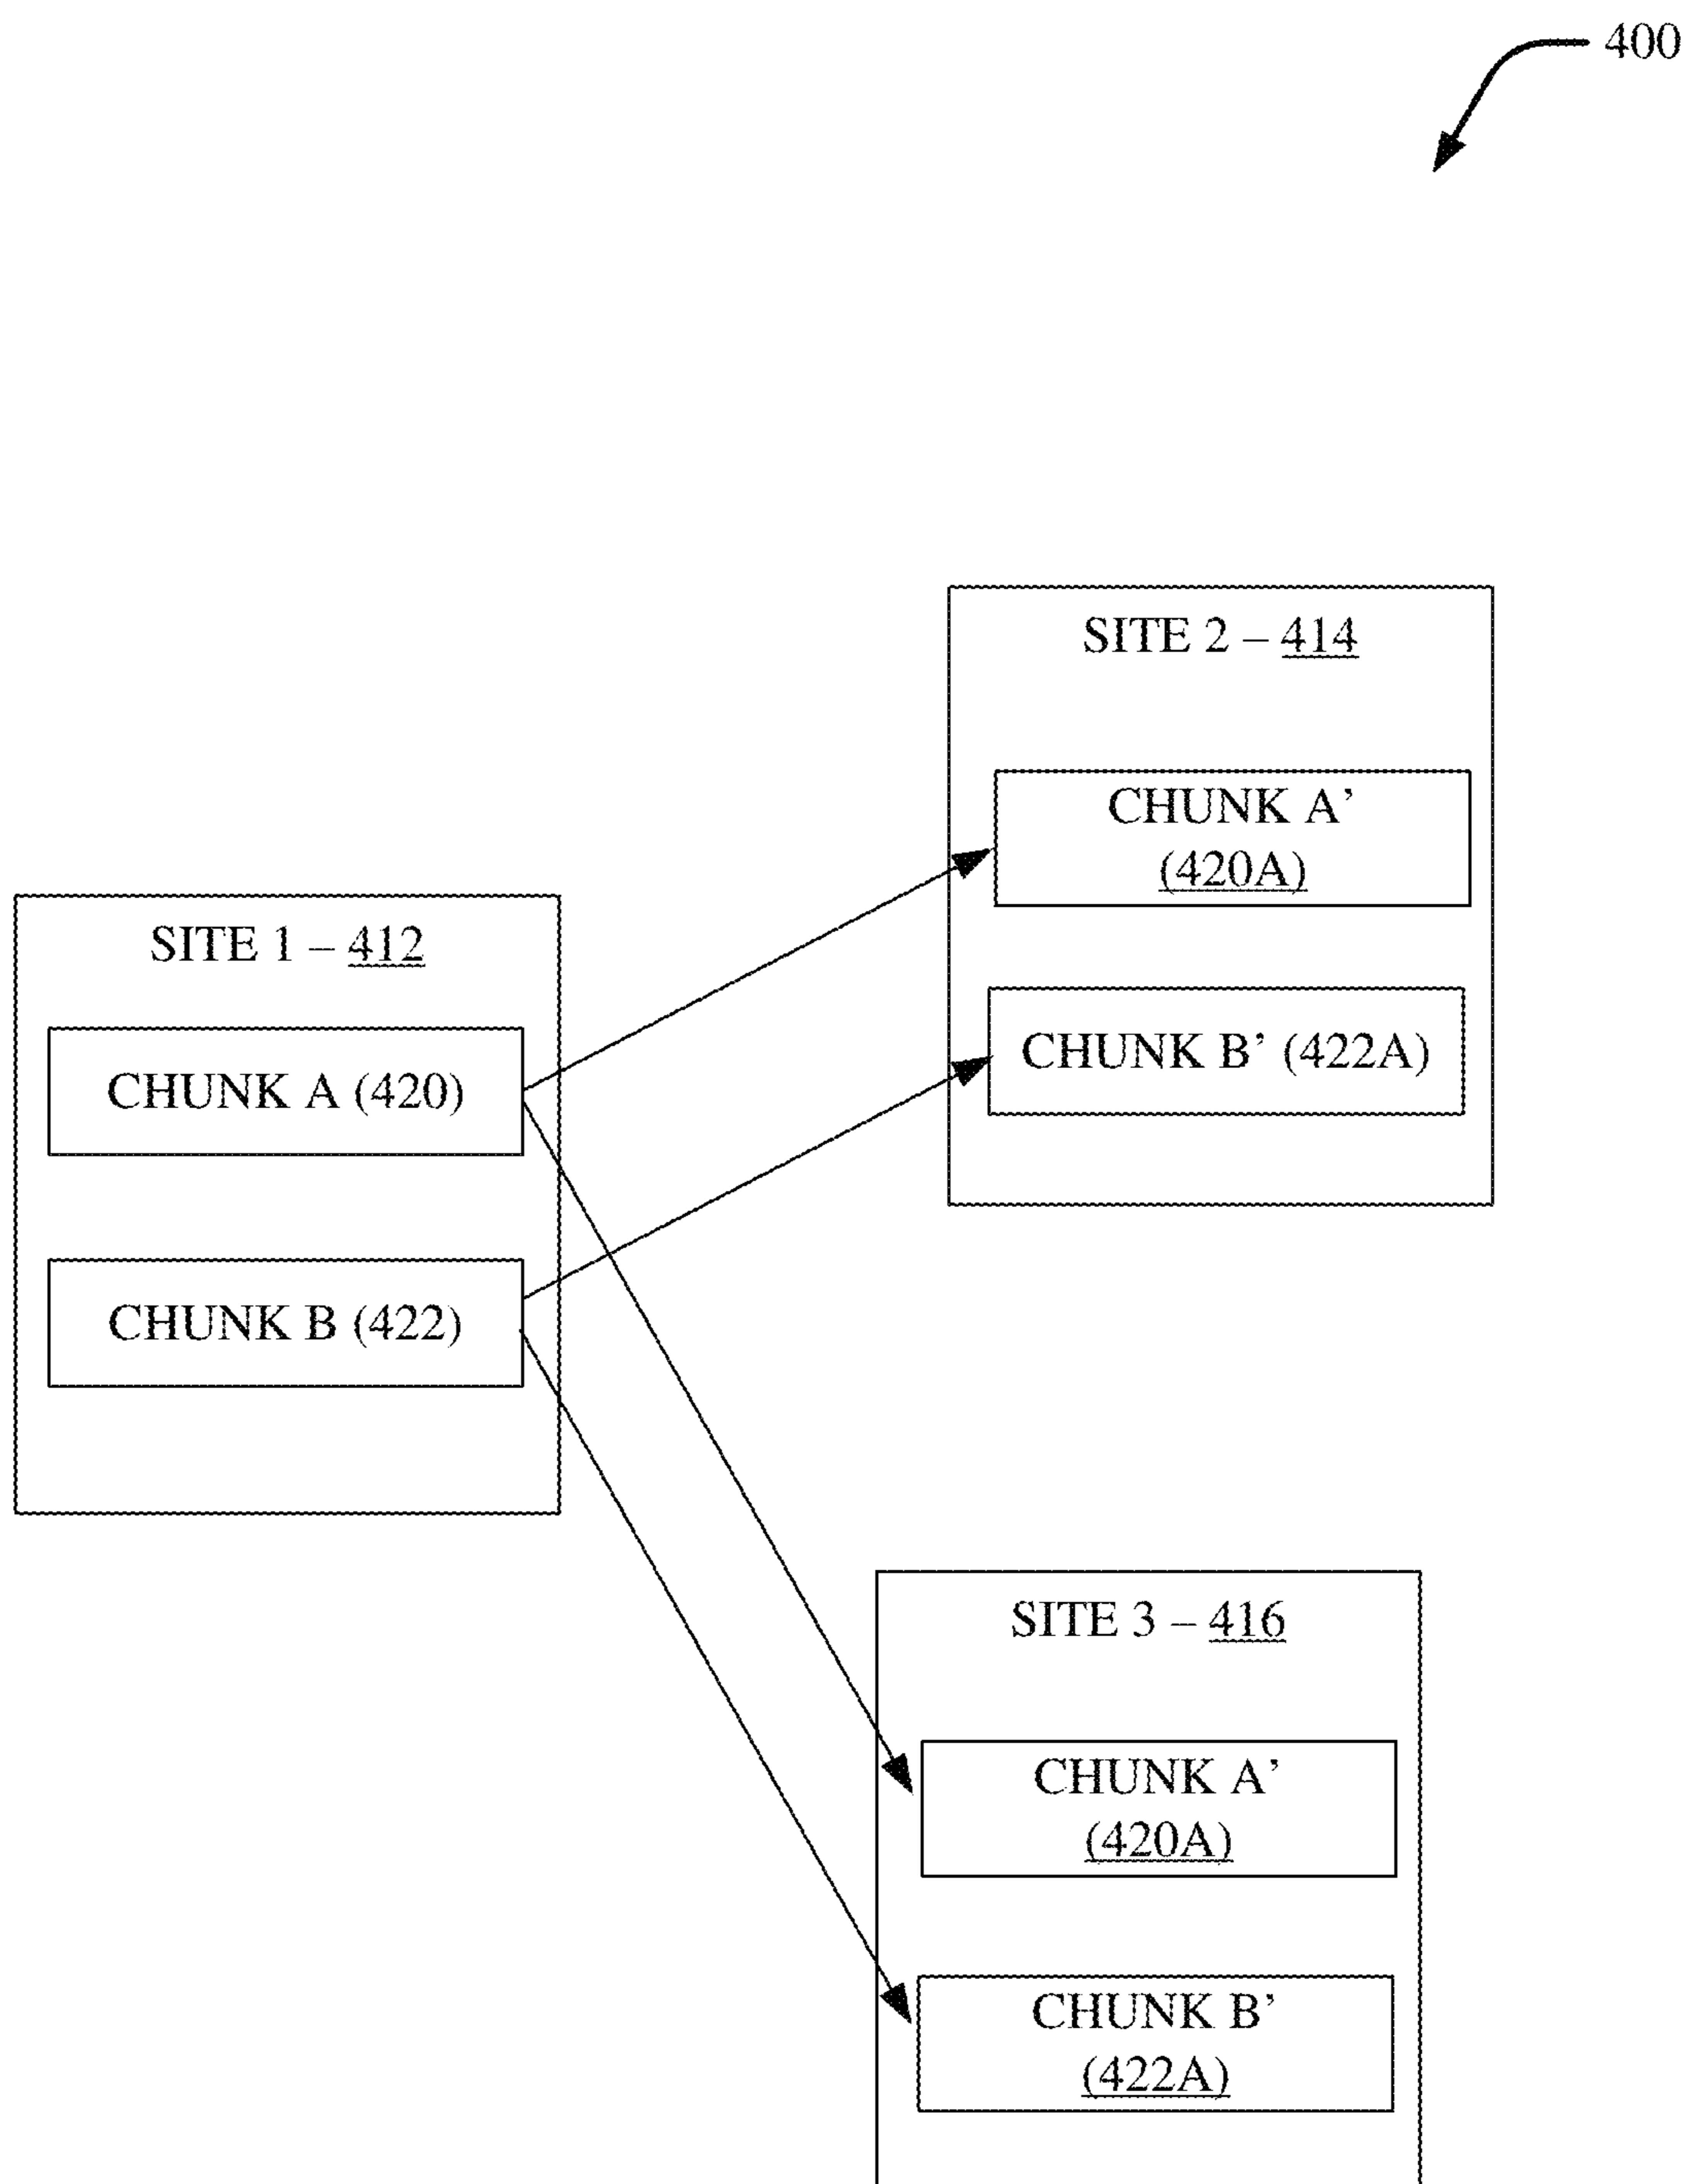 400
SITE 2 – 414
CHUNK A’
(420A)
CHUNK B’ (422A)
SITE 1 – 412
CHUNK A (420)
CHUNK B (422)
SITE 3 – 416
CHUNK A’
(420A)
CHUNK B’
(422A)